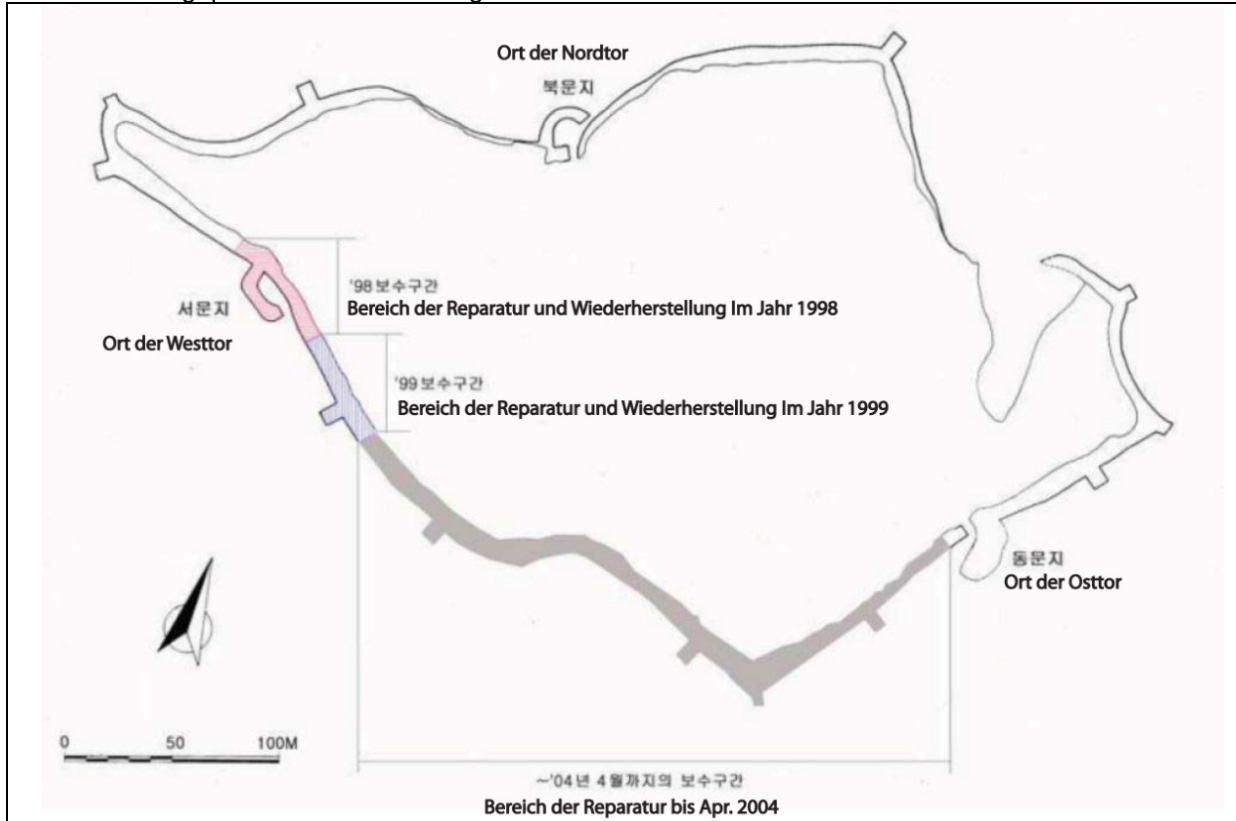 Ort der Nordtor
북문지
'98 보수구간
Bereich der Reparatur und Wiederherstellung Im Jahr 1998
서문지
Ort der Westtor
'99 보수구간
Bereich der Reparatur und Wiederherstellung Im Jahr 1999
동문지
Ort der Osttor
0 50 100M
~'04년 4월까지의 보수구간
Bereich der Reparatur bis Apr. 2004